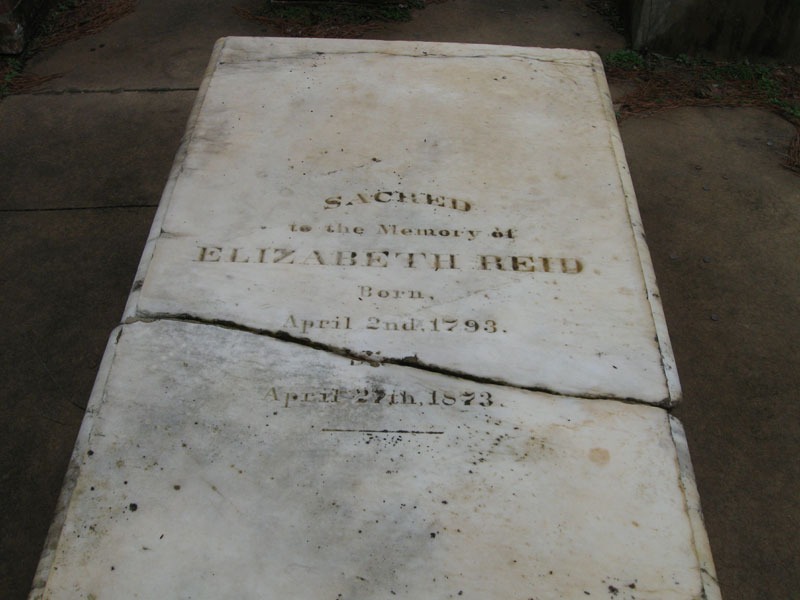 SACRED
to the Memory of
ELIZABETH REID
Born,
April 2nd, 1793.
April 27th, 1873.